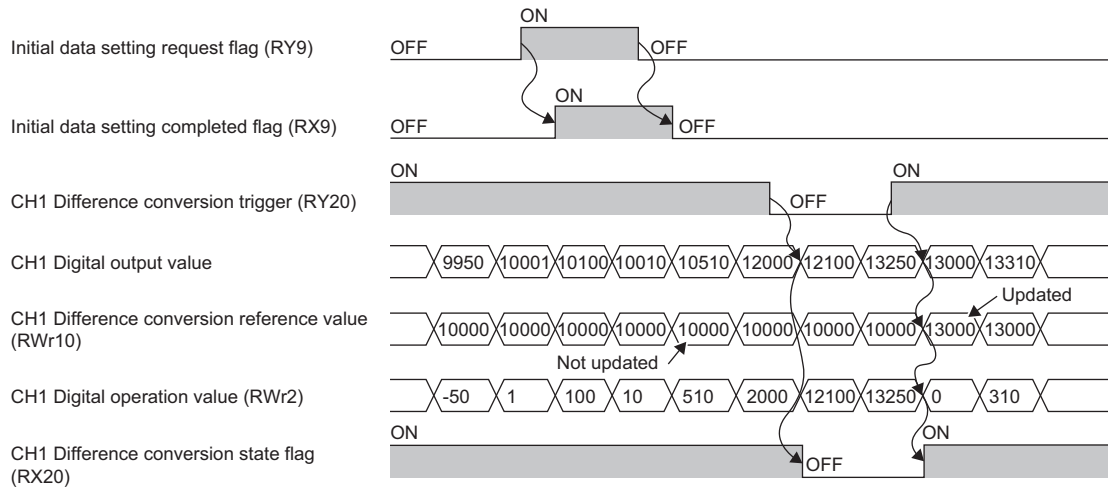 ON
Initial data setting request flag (RY9)
OFF
OFF
ON
Initial data setting completed flag (RX9)
OFF
OFF
ON
ON
CH1 Difference conversion trigger (RY20)
OFF
CH1 Digital output value
9950 10001 10100 10010 10510 12000 12100 13250 13000 13310
Updated
CH1 Difference conversion reference value
(RWr10)
10000 10000 10000 10000 10000 10000 10000 10000 13000 13000
Not updated
CH1 Digital operation value (RWr2)
-50 1 100 10 510 2000 12100 13250 0 310
ON
ON
CH1 Difference conversion state flag
(RX20)
OFF